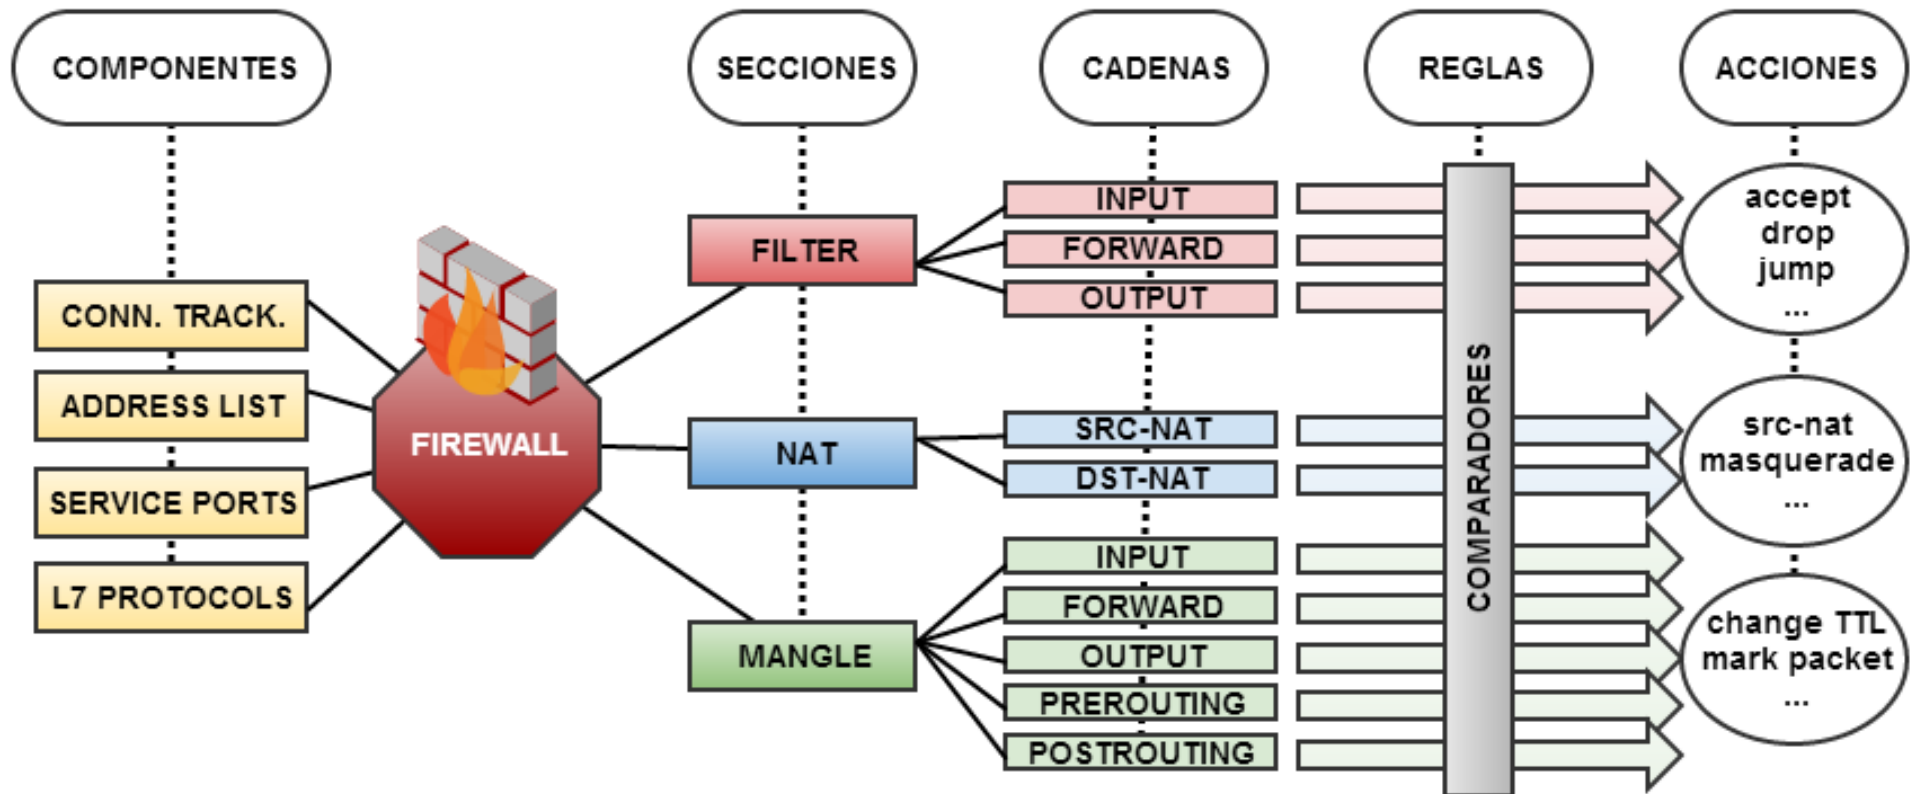 COMPONENTES
SECCIONES
CADENAS
REGLAS
ACCIONES
CONN. TRACK.
ADDRESS LIST
SERVICE PORTS
L7 PROTOCOLS
FIREWALL
FILTER
NAT
MANGLE
INPUT
FORWARD
OUTPUT
SRC-NAT
DST-NAT
INPUT
FORWARD
OUTPUT
PREROUTING
POSTROUTING
COMPARADORES
accept
drop
jump
...
src-nat
masquerade
...
change TTL
mark packet
...